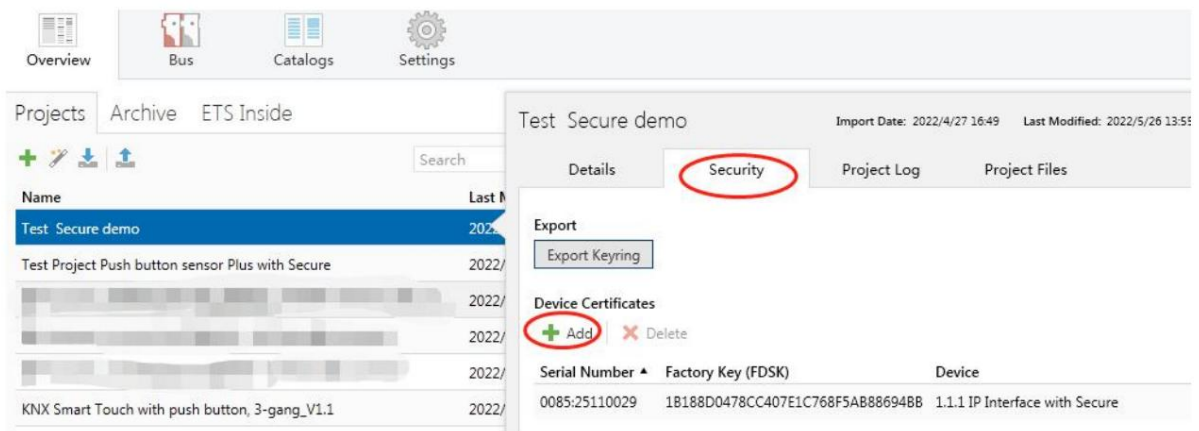 Overview Bus Catalogs Settings
Projects Archive ETS Inside
Search
Name Last M
Test Secure demo 2022
Test Project Push button sensor Plus with Secure 2022/
2022/
2022/
2022/
KNX Smart Touch with push button, 3-gang_V1.1 2022/
Test Secure demo Import Date: 2022/4/27 16:49 Last Modified: 2022/5/26 13:55
Details Security Project Log Project Files
Export
Export Keyring
Device Certificates
Add Delete
Serial Number Factory Key (FDSK) Device
0085:25110029 1B188D0478CC407E1C768F5AB88694BB 1.1.1 IP Interface with Secure